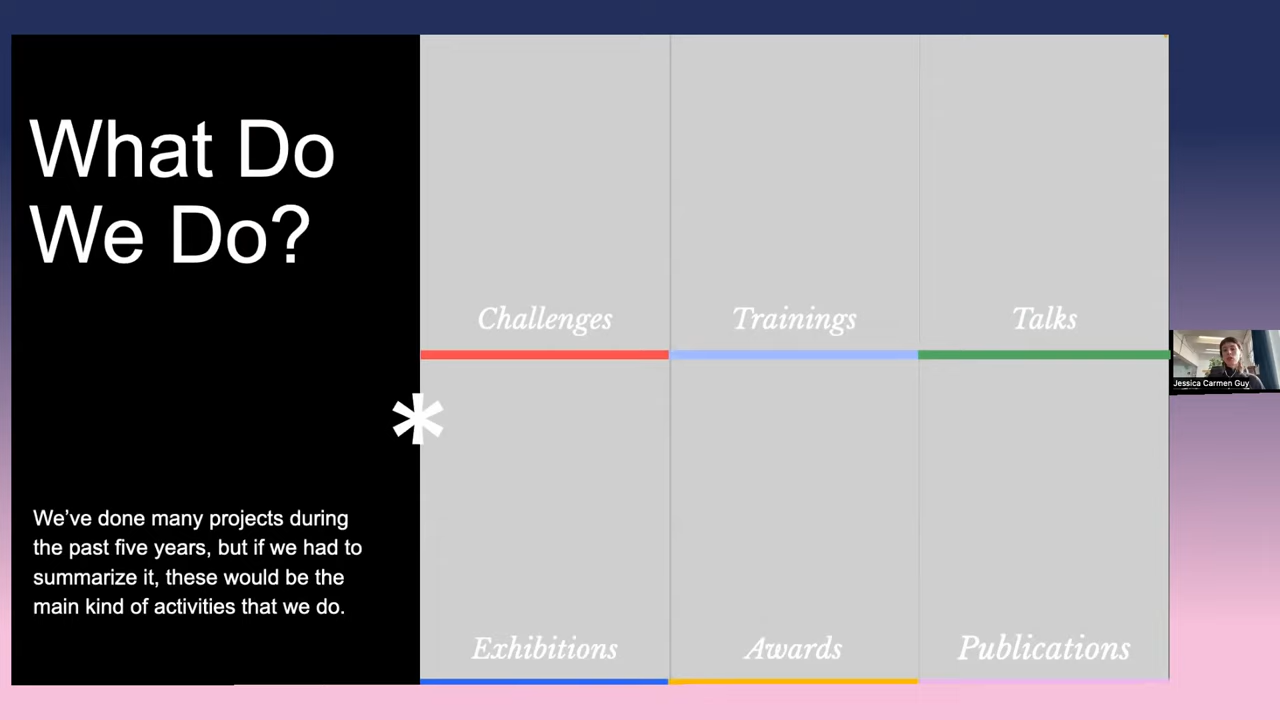 What Do
We Do?
Challenges
Trainings
Talks
*
Jessica Carmen Guy
We’ve done many projects during
the past five years, but if we had to
summarize it, these would be the
main kind of activities that we do.
Exhibitions
Awards
Publications